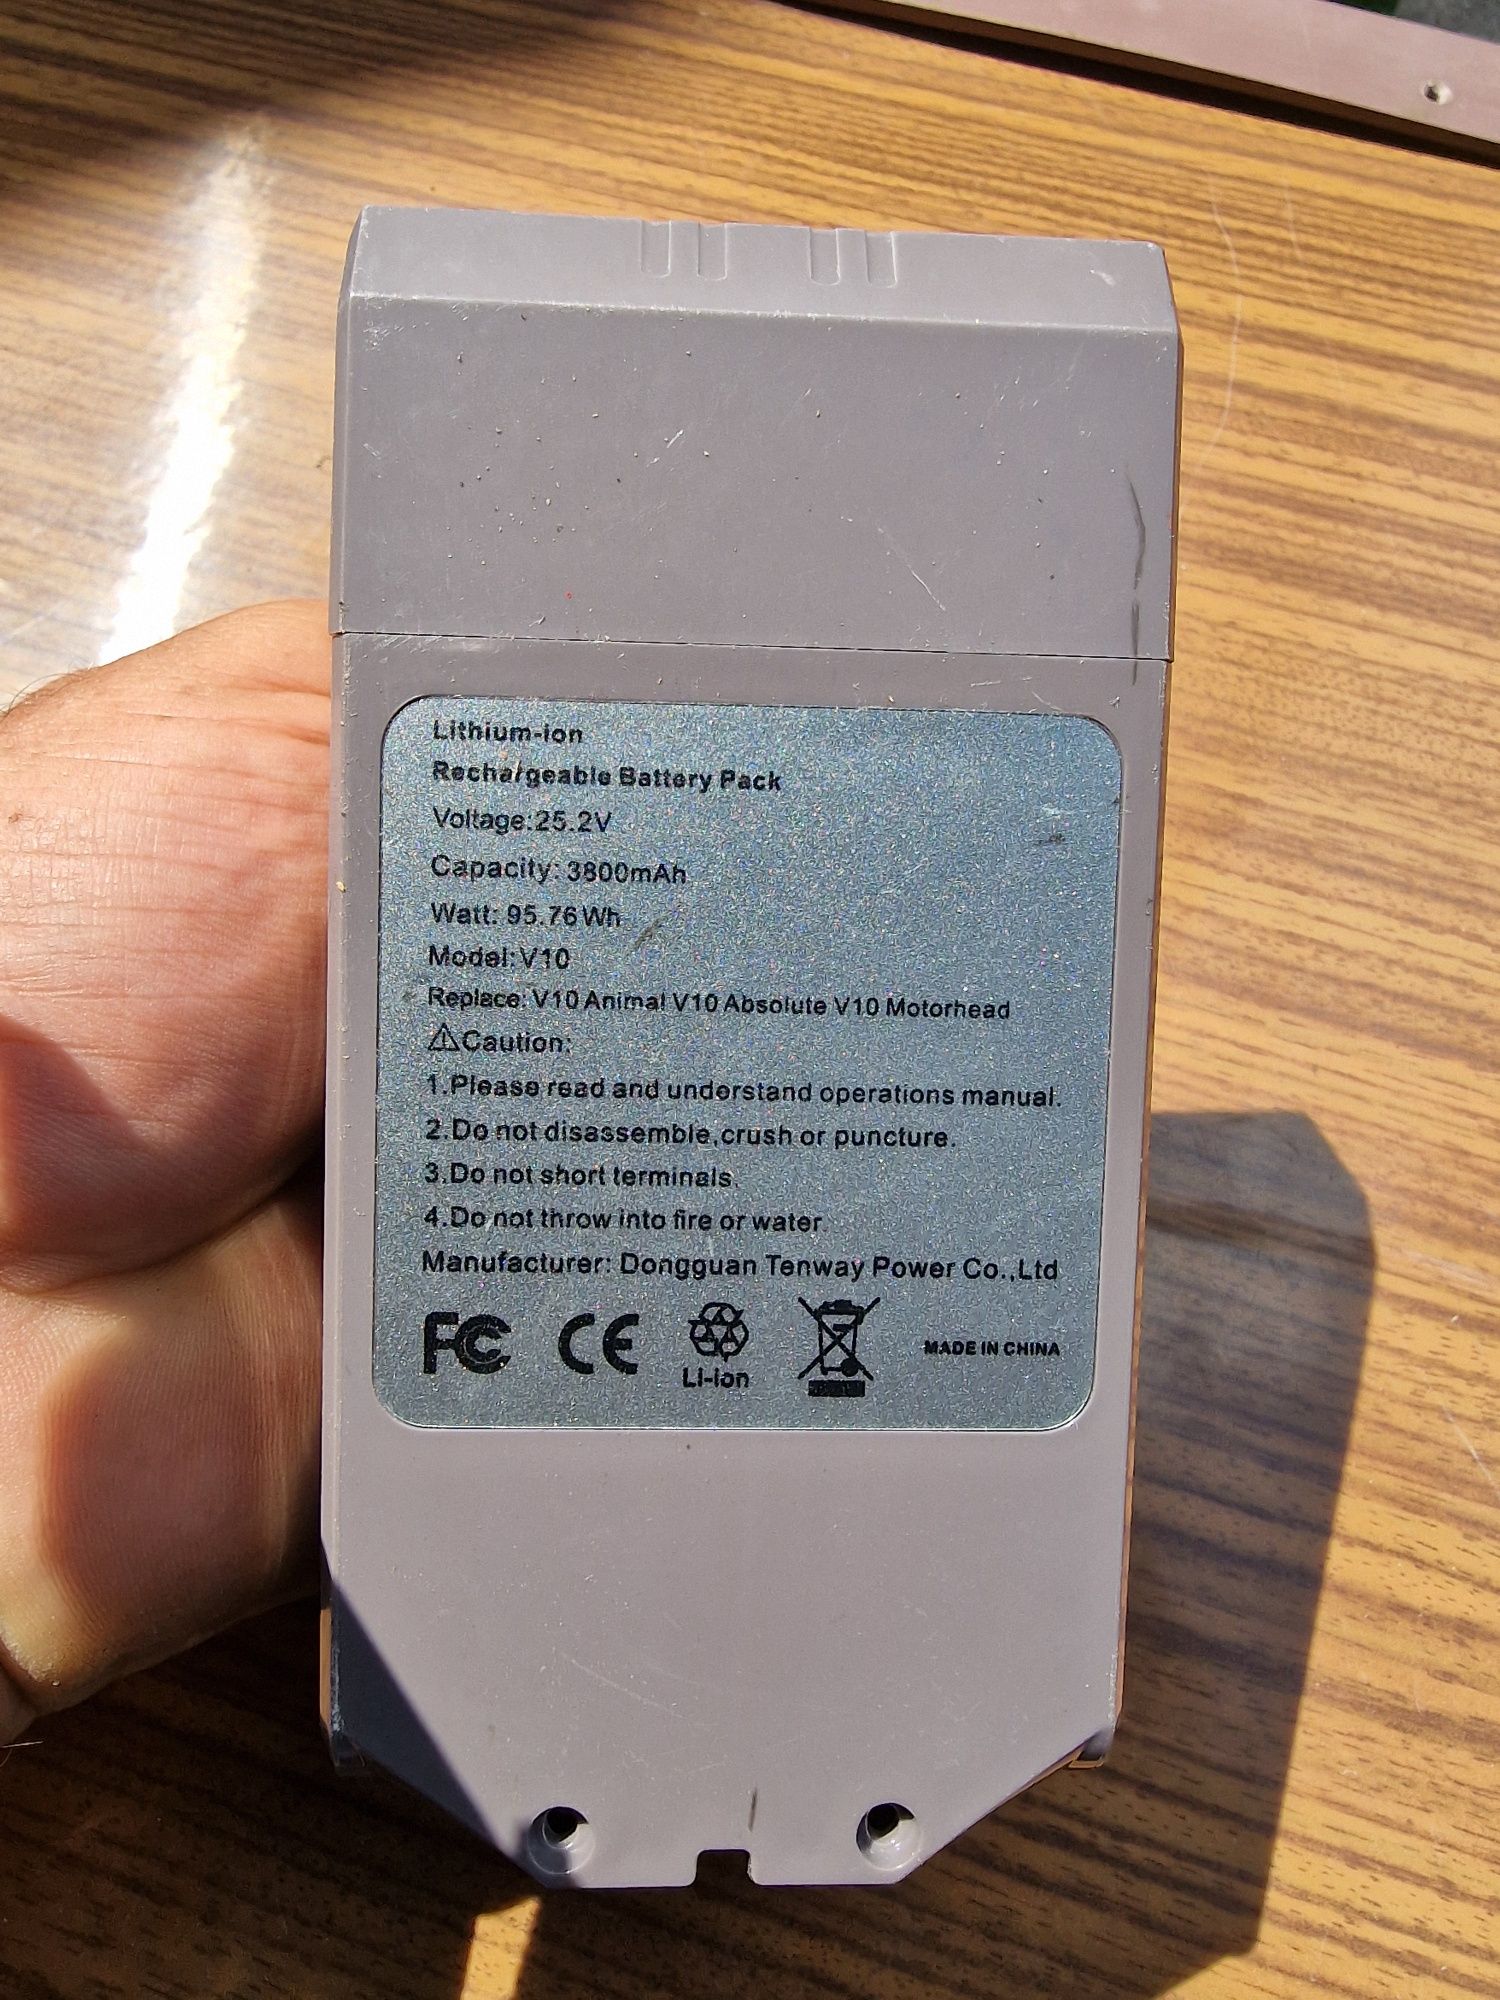 Lithium-ion
Rechargeable Battery Pack
Voltage:25.2V
Capacity: 3800mAh
Watt: 95.76Wh
Model:V10
Replace: V10 Animal V10 Absolute V10 Motorhead
⚠Caution:
1.Please read and understand operations manual.
2.Do not disassemble,crush or puncture.
3.Do not short terminals.
4.Do not throw into fire or water.
Manufacturer: Dongguan Tenway Power Co.,Ltd
FC CE Li-ion MADE IN CHINA